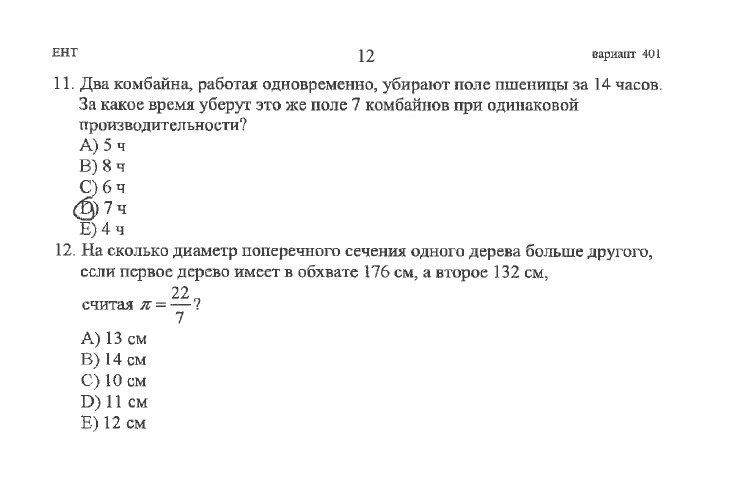 ЕНТ
12
вариант 401
11. Два комбайна, работая одновременно, убирают поле пшеницы за 14 часов.
За какое время уберут это же поле 7 комбайнов при одинаковой
производительности?
A) 5 ч
B) 8 ч
C) 6 ч
D) 7 ч
E) 4 ч
12. На сколько диаметр поперечного сечения одного дерева больше другого,
если первое дерево имеет в обхвате 176 см, а второе 132 см,
считая π = 22/7 ?
A) 13 см
B) 14 см
C) 10 см
D) 11 см
E) 12 см